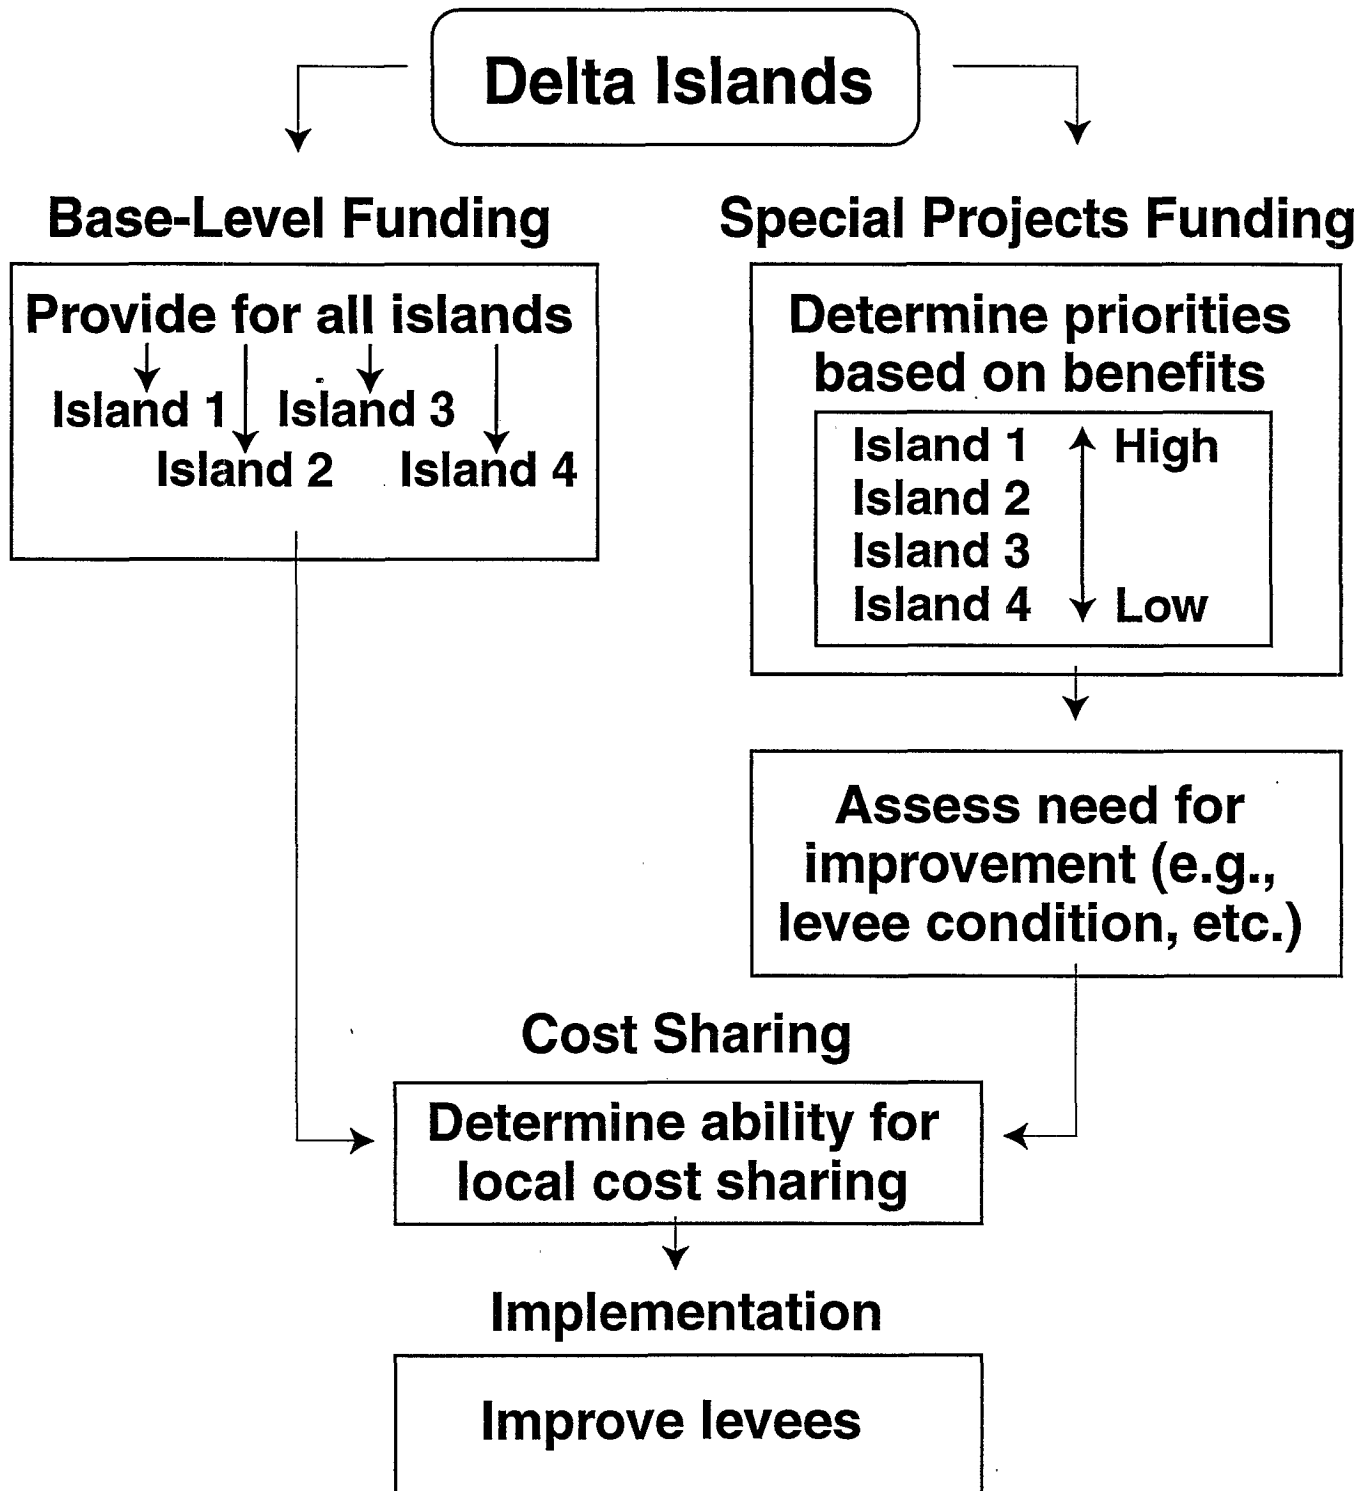 Delta Islands
Base-Level Funding
Provide for all islands
Island 1
Island 3
Island 2
Island 4
Special Projects Funding
Determine priorities
based on benefits
Island 1
High
Island 2
Island 3
Island 4
Low
Assess need for
improvement (e.g.,
levee condition, etc.)
Cost Sharing
Determine ability for
local cost sharing
Implementation
Improve levees